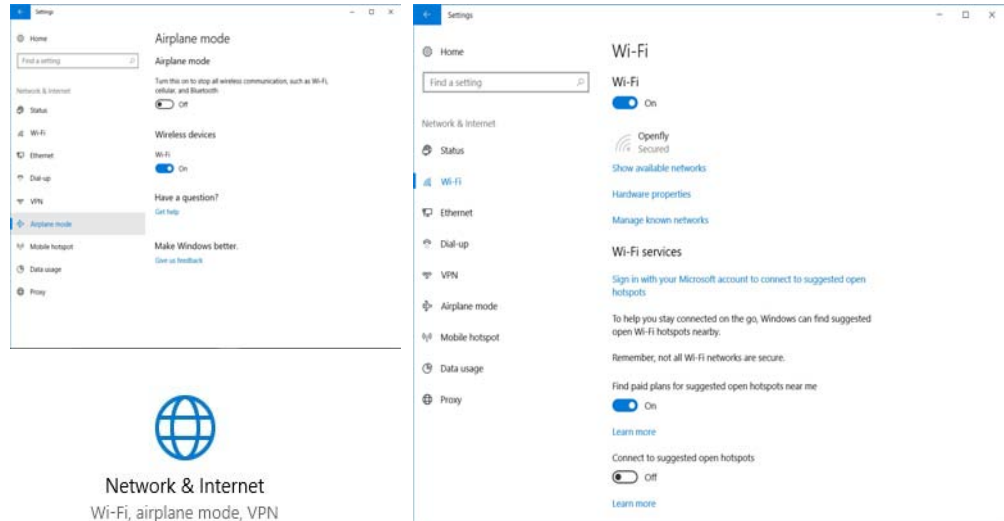 Settings
Home
Airplane mode
Find a setting
Airplane mode
Turn this on to stop all wireless communication, such as Wi-Fi,
cellular, and Bluetooth
Off
Network & Internet
Status
Wi-Fi
Wireless devices
Ethernet
Wi-Fi
On
Dial-up
VPN
Have a question?
Get help
Airplane mode
Mobile hotspot
Make Windows better.
Give us feedback
Data usage
Proxy
Network & Internet
Wi-Fi, airplane mode, VPN
Settings
Home
Find a setting
Network & Internet
Status
Wi-Fi
Ethernet
Dial-up
VPN
Airplane mode
Mobile hotspot
Data usage
Proxy
Wi-Fi
Wi-Fi
On
Openfly
Secured
Show available networks
Hardware properties
Manage known networks
Wi-Fi services
Sign in with your Microsoft account to connect to suggested open
hotspots
To help you stay connected on the go, Windows can find suggested
open Wi-Fi hotspots nearby.
Remember, not all Wi-Fi networks are secure.
Find paid plans for suggested open hotspots near me
On
Learn more
Connect to suggested open hotspots
Off
Learn more